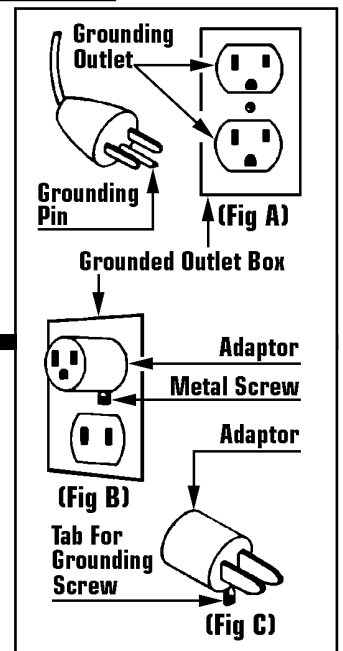 Grounding
Outlet
Grounding
Pin
(Fig A)
Grounded Outlet Box
Adaptor
Metal Screw
Adaptor
(Fig B)
Tab For
Grounding
Screw
(Fig C)